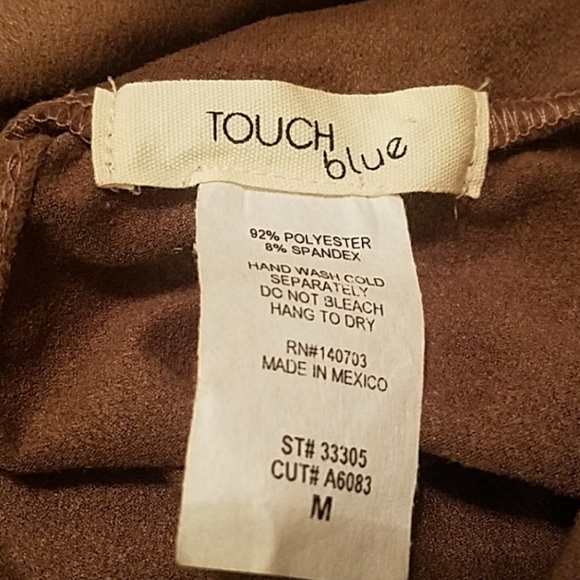 TOUCH
blue
92% POLYESTER
8% SPANDEX
HAND WASH COLD
SEPARATELY
DO NOT BLEACH
HANG TO DRY
RN#140703
MADE IN MEXICO
ST# 33305
CUT# A6083
M